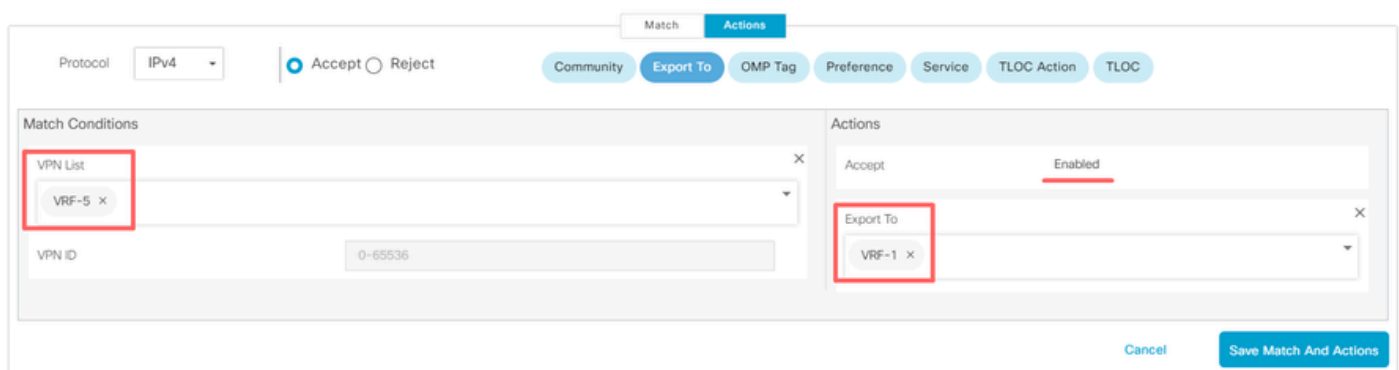 Match Actions
Protocol IPv4 Accept Reject Community Export To OMP Tag Preference Service TLOC Action TLOC
Match Conditions
VPN List ×
VRF-5 ×
VPN ID 0-65536
Actions
Accept Enabled
Export To ×
VRF-1 ×
Cancel Save Match And Actions